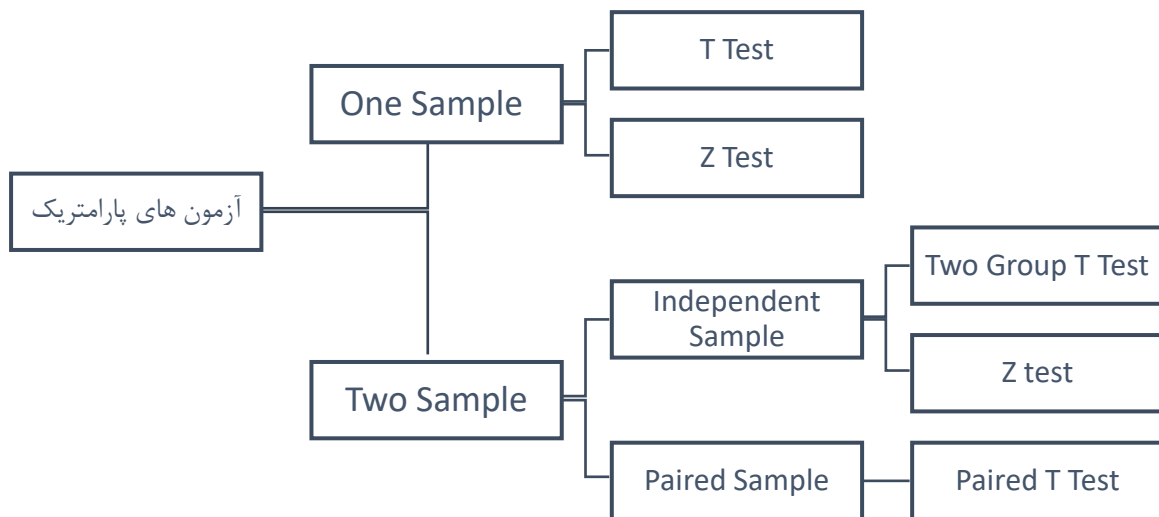 آزمون های پارامتریک
One Sample
T Test
Z Test
Two Sample
Independent
Sample
Two Group T Test
Z test
Paired Sample
Paired T Test